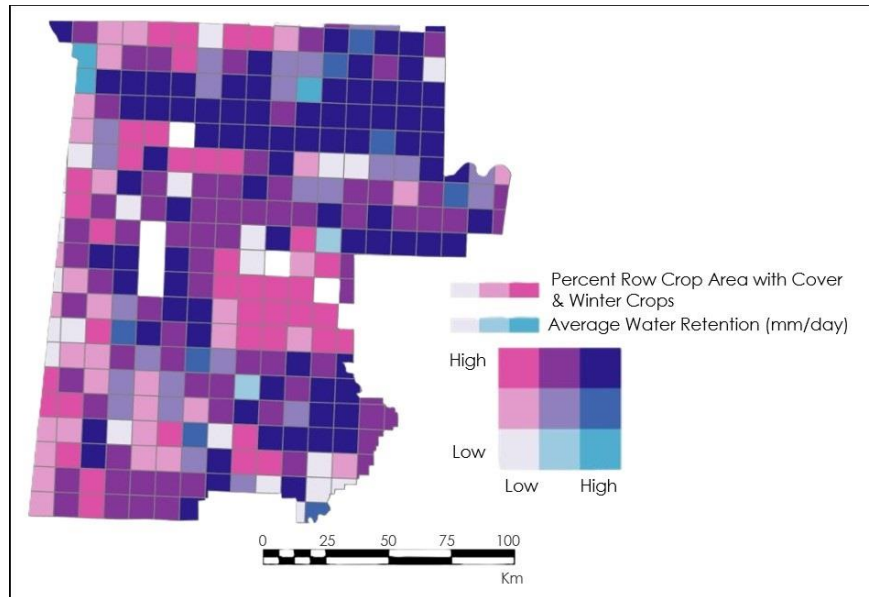 Percent Row Crop Area with Cover
& Winter Crops
Average Water Retention (mm/day)
High
Low
Low High
0 25 50 75 100
Km